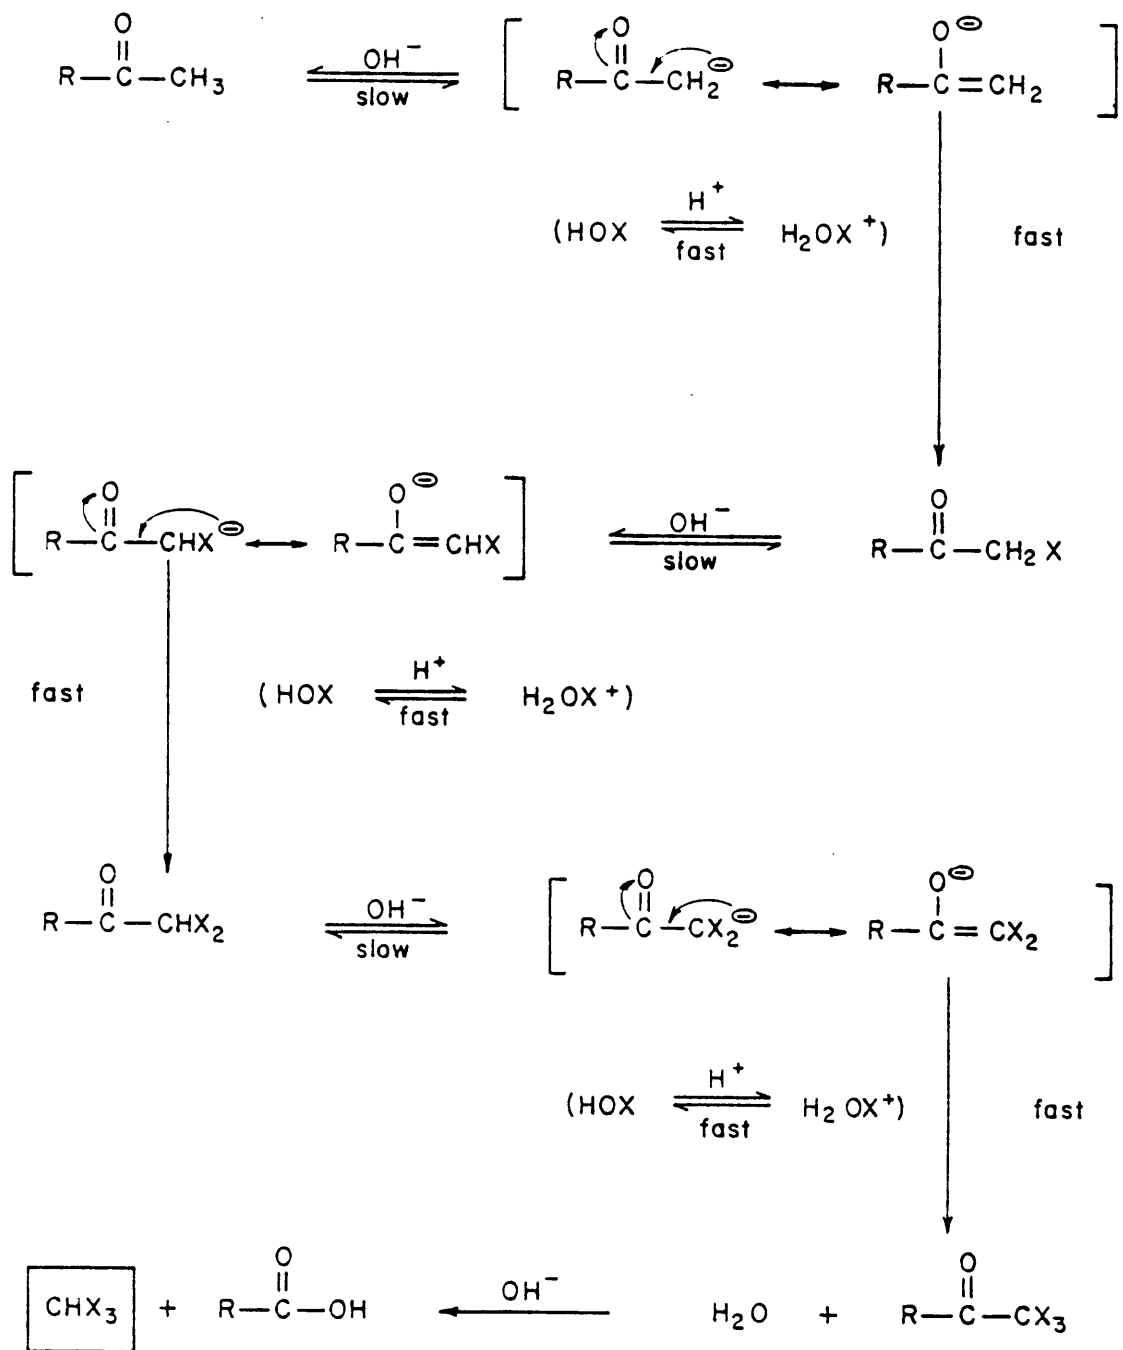 O
R—C—CH₃
OH⁻
slow
O
R—C—CH₂⊖
O⊖
R—C=CH₂
(HOX
H⁺
fast
H₂OX⁺)
fast
O
R—C—CHX⊖
O⊖
R—C=CHX
OH⁻
slow
O
R—C—CH₂X
fast
(HOX
H⁺
fast
H₂OX⁺)
O
R—C—CHX₂
OH⁻
slow
O
R—C—CX₂⊖
O⊖
R—C=CX₂
(HOX
H⁺
fast
H₂OX⁺)
fast
CHX₃ +
O
R—C—OH
OH⁻
H₂O +
O
R—C—CX₃